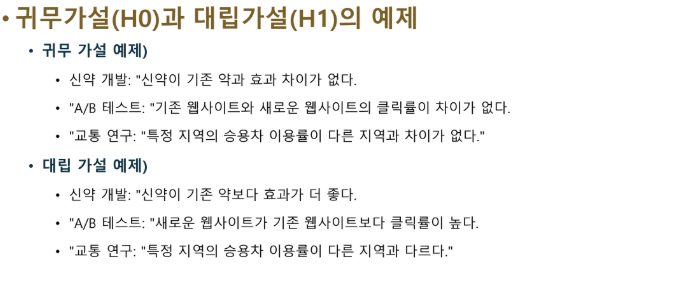 • 귀무가설(H0)과 대립가설(H1)의 예제
• 귀무 가설 예제)
• 신약 개발: "신약이 기존 약과 효과 차이가 없다.
• "A/B 테스트: "기존 웹사이트와 새로운 웹사이트의 클릭률이 차이가 없다.
• "교통 연구: "특정 지역의 승용차 이용률이 다른 지역과 차이가 없다."
• 대립 가설 예제)
• 신약 개발: "신약이 기존 약보다 효과가 더 좋다.
• "A/B 테스트: "새로운 웹사이트가 기존 웹사이트보다 클릭률이 높다.
• "교통 연구: "특정 지역의 승용차 이용률이 다른 지역과 다르다."